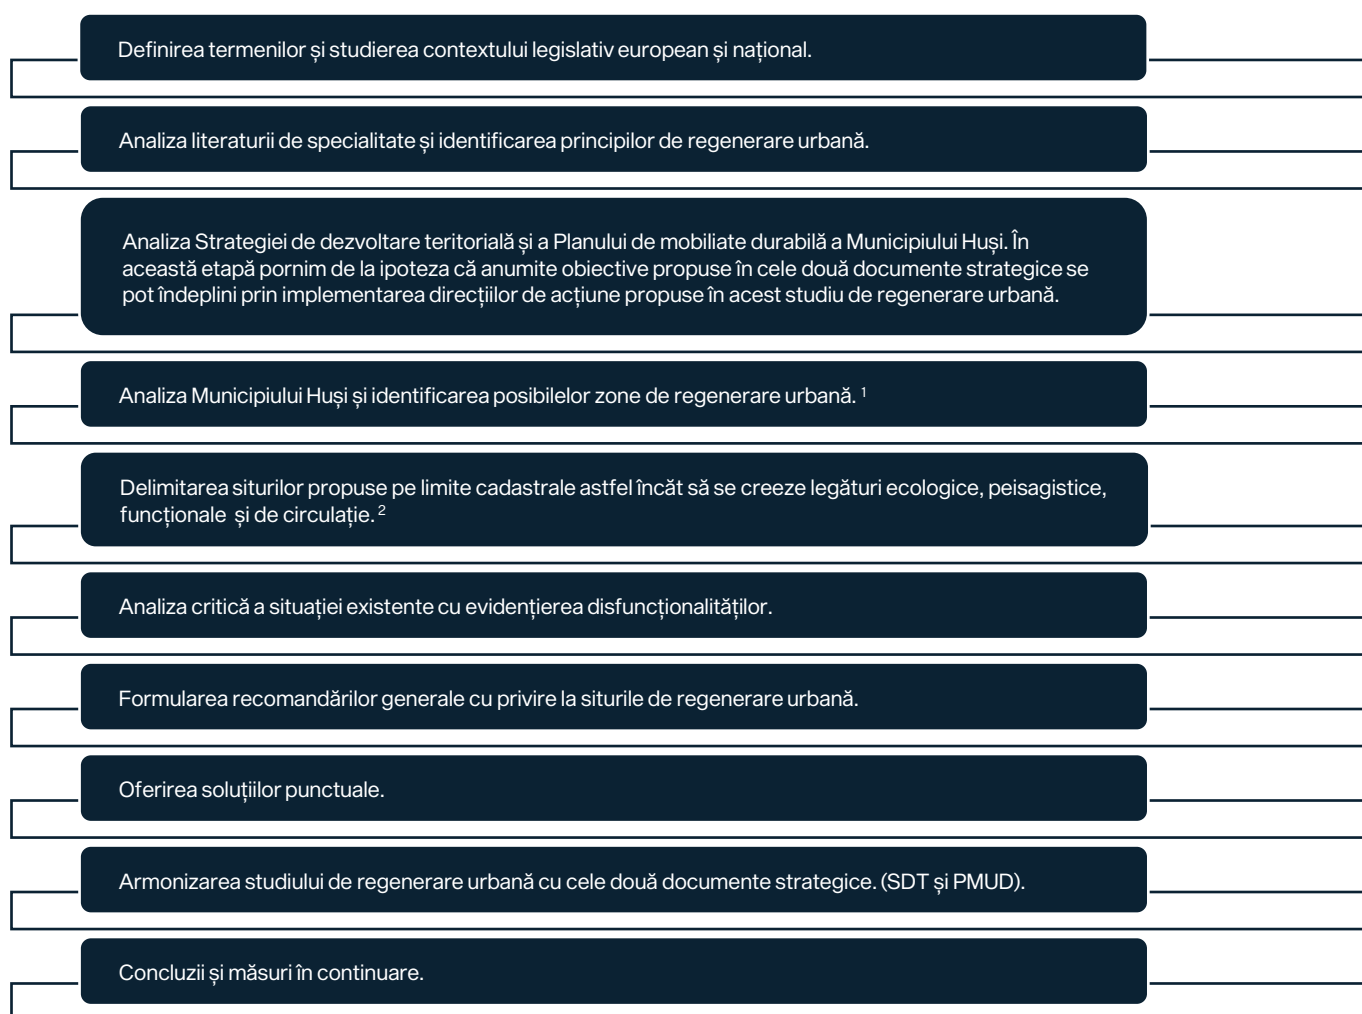 Definirea termenilor și studierea contextului legislativ european și național.
Analiza literaturii de specialitate și identificarea principilor de regenerare urbană.
Analiza Strategiei de dezvoltare teritorială și a Planului de mobiliate durabilă a Municipiului Huși. În
această etapă pornim de la ipoteza că anumite obiective propuse în cele două documente strategice se
pot îndeplini prin implementarea direcțiilor de acțiune propuse în acest studiu de regenerare urbană.
Analiza Municipiului Huși și identificarea posibilelor zone de regenerare urbană. ¹
Delimitarea siturilor propuse pe limite cadastrale astfel încât să se creeze legături ecologice, peisagistice,
funcționale și de circulație. ²
Analiza critică a situației existente cu evidențierea disfuncționalităților.
Formularea recomandărilor generale cu privire la siturile de regenerare urbană.
Oferirea soluțiilor punctuale.
Armonizarea studiului de regenerare urbană cu cele două documente strategice. (SDT și PMUD).
Concluzii și măsuri în continuare.